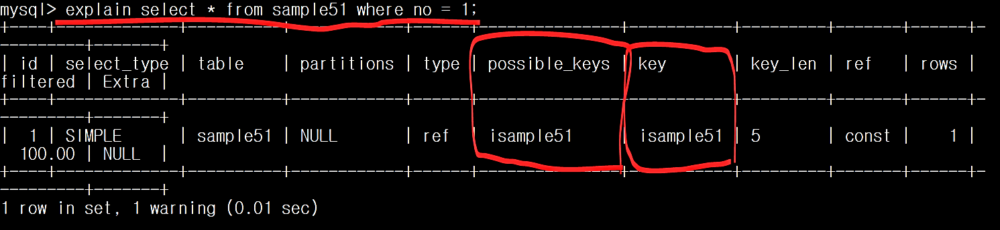 mysql> explain select * from sample51 where no = 1;
+----+-------------+----------+------------+------+---------------+-----------+---------+-------+------+-
---------+-------+
| id | select_type | table    | partitions | type | possible_keys | key       | key_len | ref   | rows |
filtered | Extra |
+----+-------------+----------+------------+------+---------------+-----------+---------+-------+------+-
---------+-------+
|  1 | SIMPLE      | sample51 | NULL       | ref  | isample51     | isample51 | 5       | const |    1 |
  100.00 | NULL  |
+----+-------------+----------+------------+------+---------------+-----------+---------+-------+------+-
---------+-------+
1 row in set, 1 warning (0.01 sec)